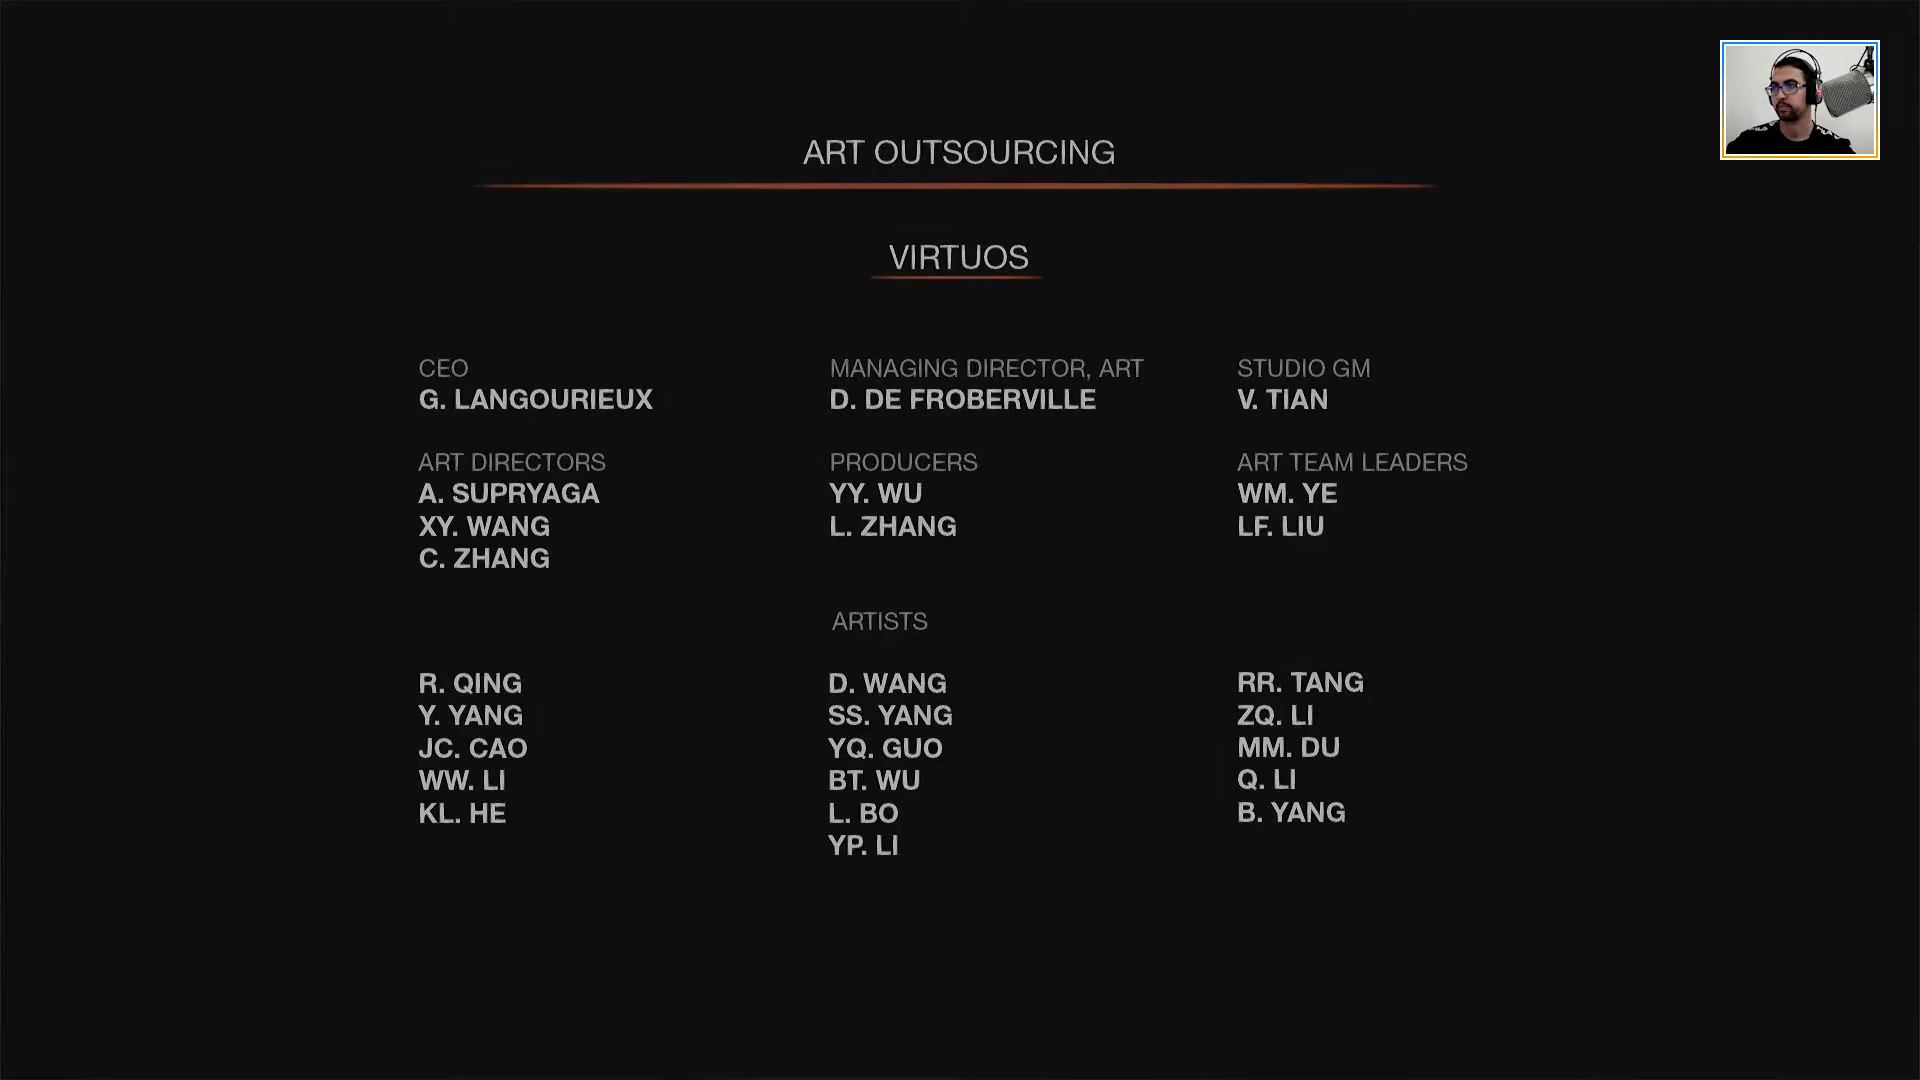 ART OUTSOURCING
VIRTUOS
CEO
G. LANGOURIEUX
MANAGING DIRECTOR, ART
D. DE FROBERVILLE
STUDIO GM
V. TIAN
ART DIRECTORS
A. SUPRYAGA
XY. WANG
C. ZHANG
PRODUCERS
YY. WU
L. ZHANG
ART TEAM LEADERS
WM. YE
LF. LIU
ARTISTS
R. QING
Y. YANG
JC. CAO
WW. LI
KL. HE
D. WANG
SS. YANG
YQ. GUO
BT. WU
L. BO
YP. LI
RR. TANG
ZQ. LI
MM. DU
Q. LI
B. YANG